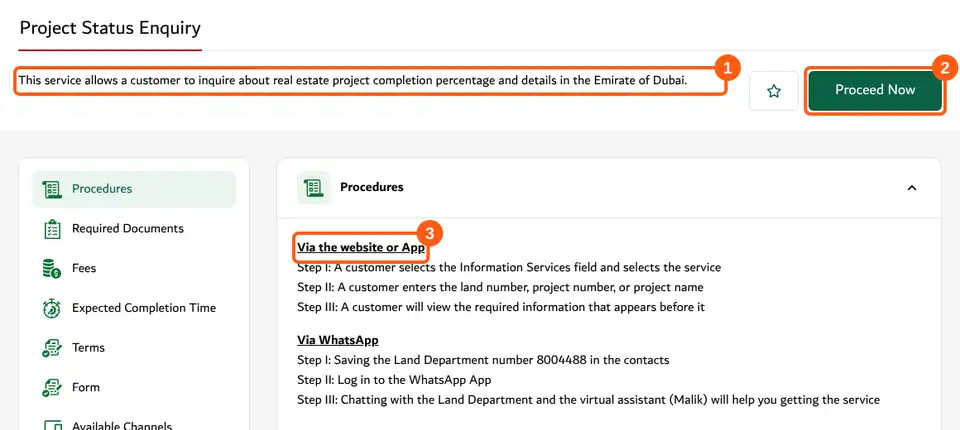 Project Status Enquiry
This service allows a customer to inquire about real estate project completion percentage and details in the Emirate of Dubai.
1
2
Proceed Now
Procedures
Required Documents
Fees
Expected Completion Time
Terms
Form
Available Channels
Procedures
3
Via the website or App
Step I: A customer selects the Information Services field and selects the service
Step II: A customer enters the land number, project number, or project name
Step III: A customer will view the required information that appears before it
Via WhatsApp
Step I: Saving the Land Department number 8004488 in the contacts
Step II: Log in to the WhatsApp App
Step III: Chatting with the Land Department and the virtual assistant (Malik) will help you getting the service